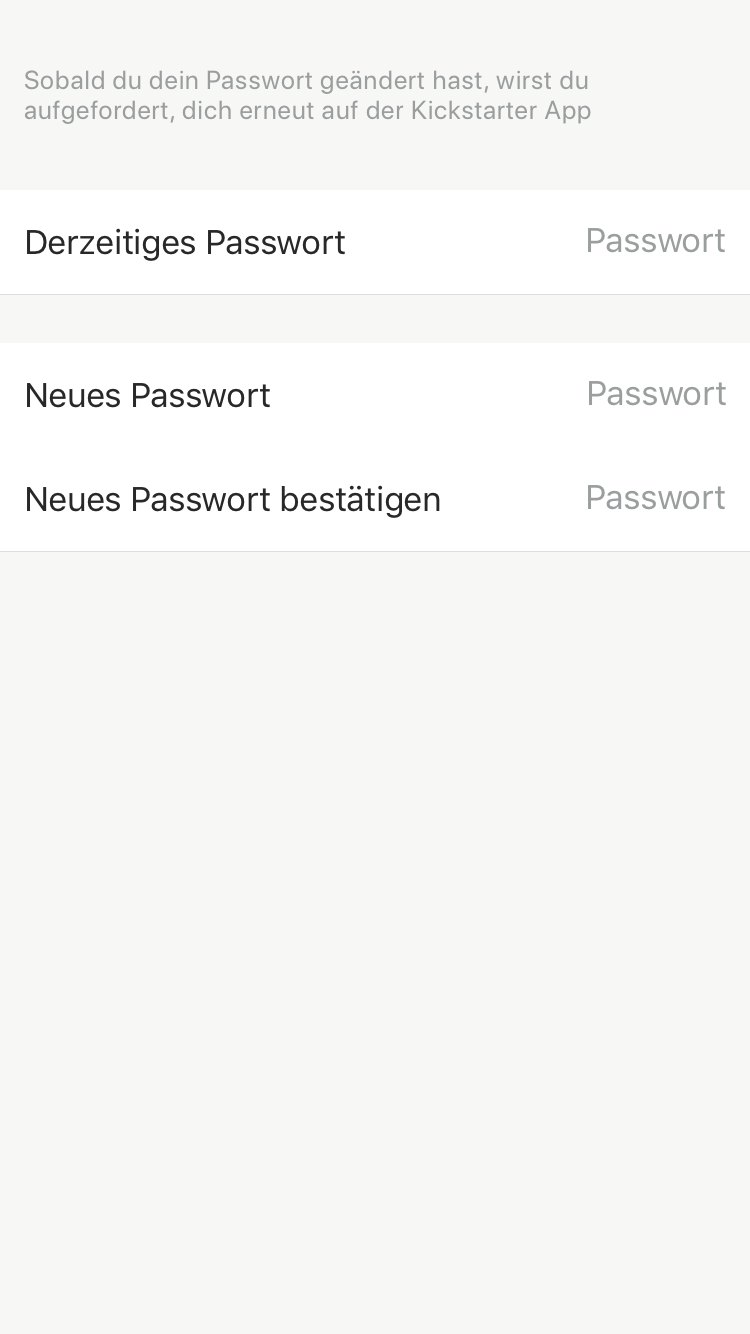 Sobald du dein Passwort geändert hast, wirst du
aufgefordert, dich erneut auf der Kickstarter App
Derzeitiges Passwort Passwort
Neues Passwort Passwort
Neues Passwort bestätigen Passwort